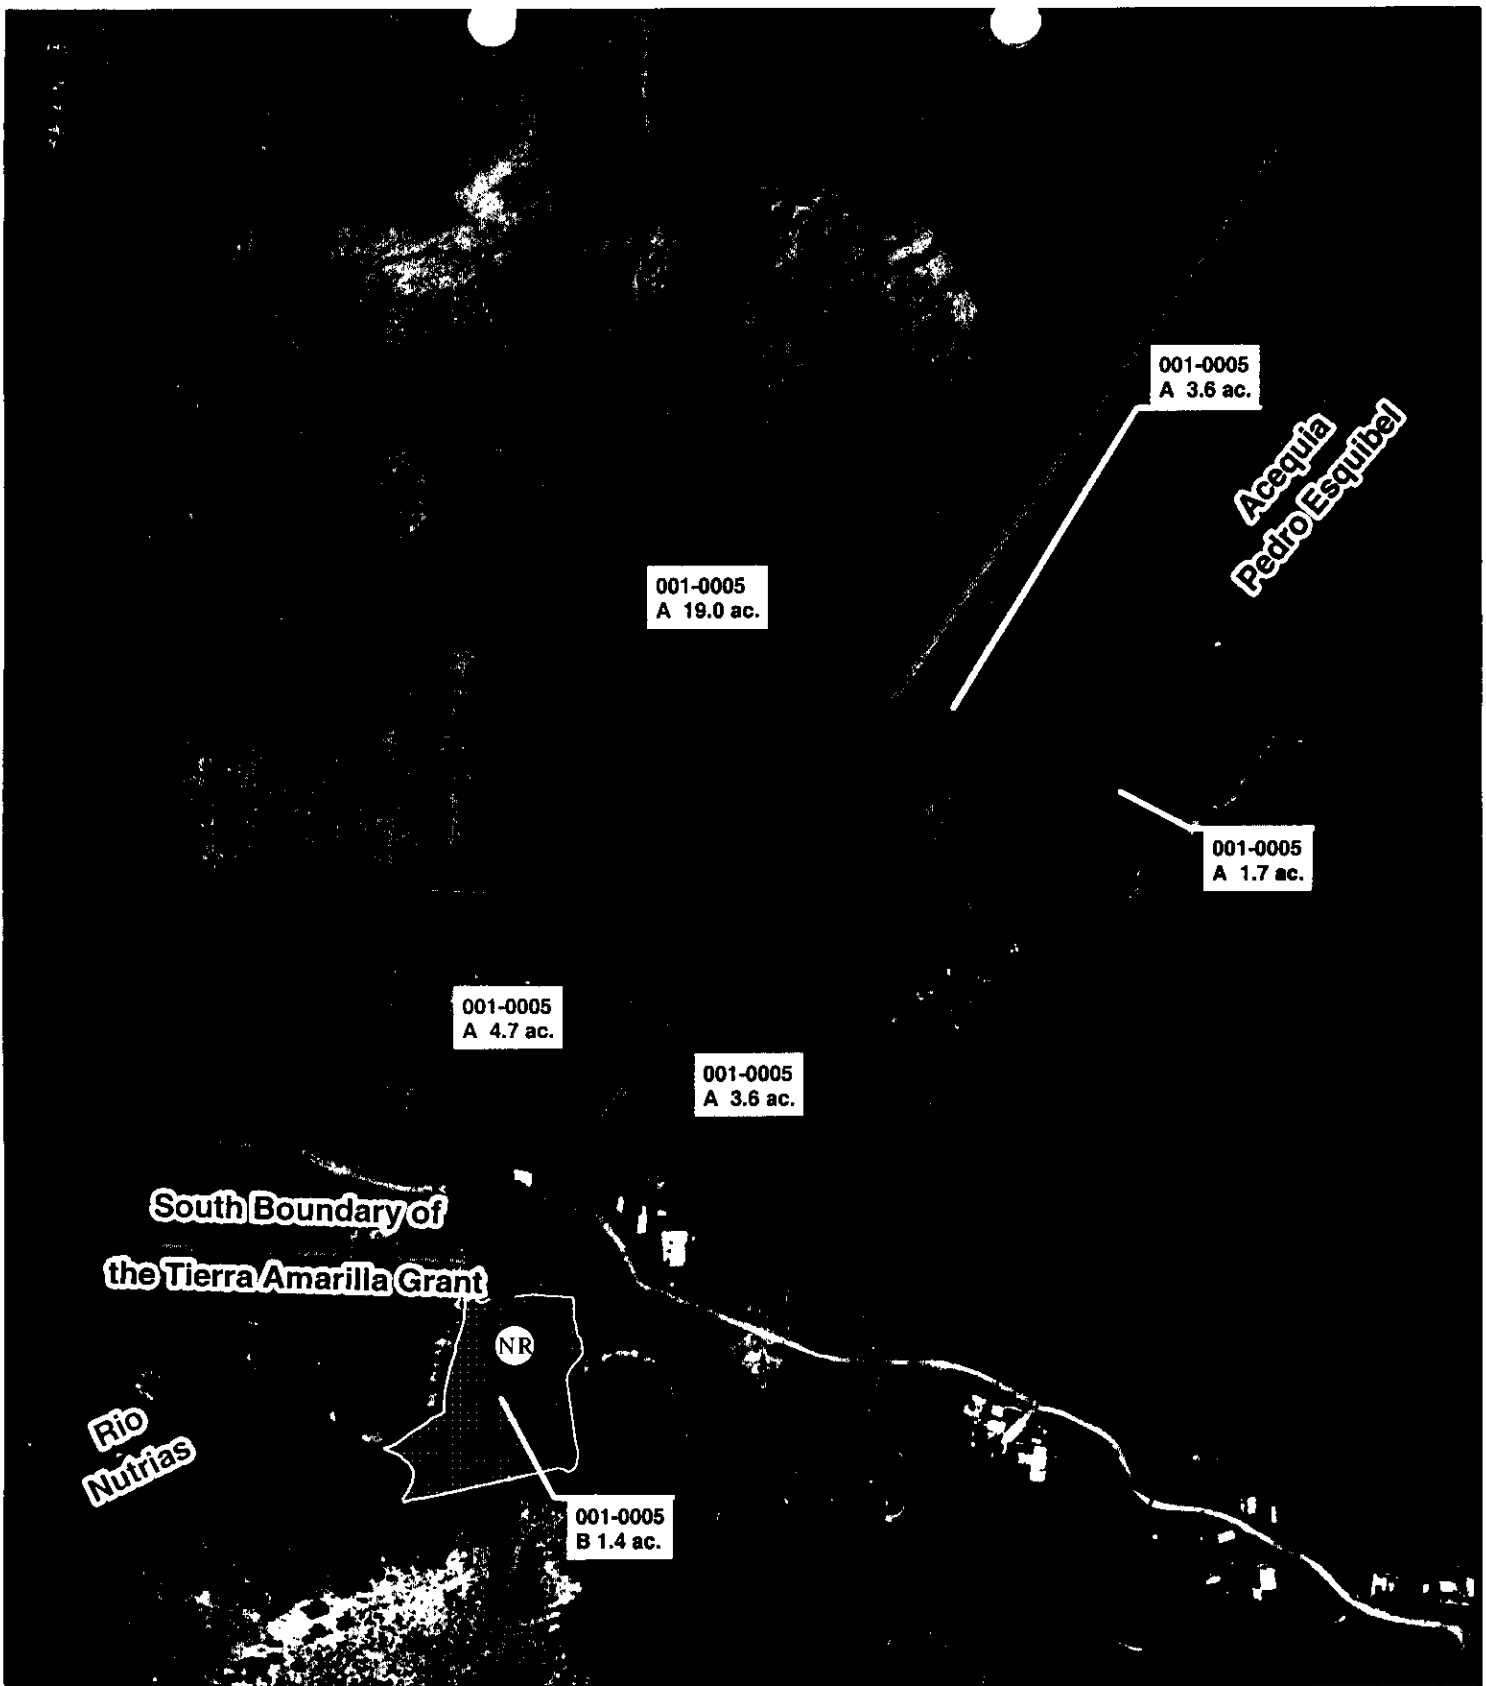 001-0005
A 3.6 ac.
Acequia
Pedro Esquibel
001-0005
A 19.0 ac.
001-0005
A 1.7 ac.
001-0005
A 4.7 ac.
001-0005
A 3.6 ac.
South Boundary of
the Tierra Amarilla Grant
NR
Rio
Nutrias
001-0005
B 1.4 ac.